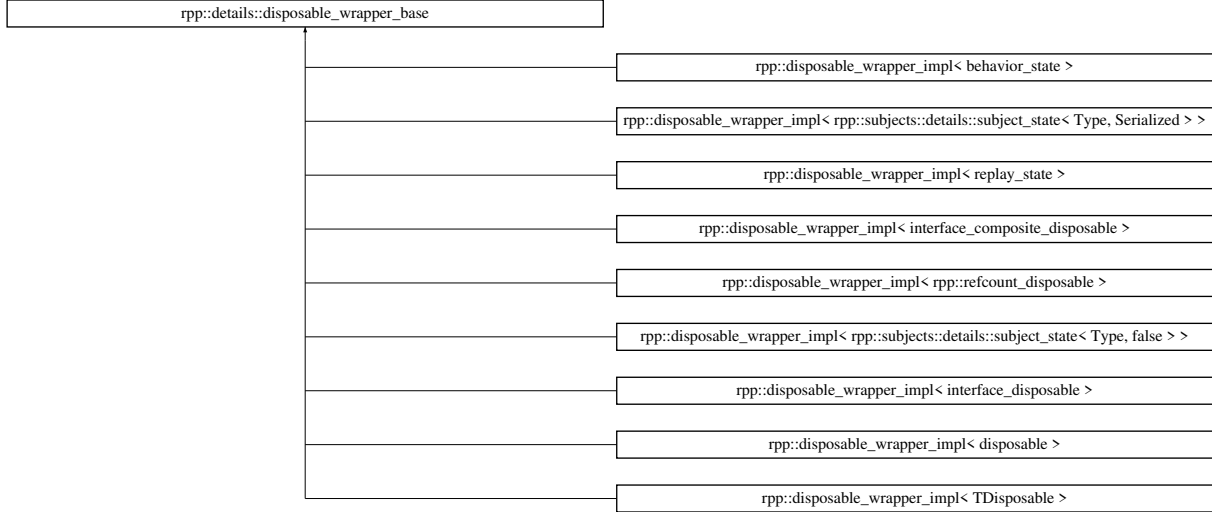 rpp::details::disposable_wrapper_base
rpp::disposable_wrapper_impl< behavior_state >
rpp::disposable_wrapper_impl< rpp::subjects::details::subject_state< Type, Serialized > >
rpp::disposable_wrapper_impl< replay_state >
rpp::disposable_wrapper_impl< interface_composite_disposable >
rpp::disposable_wrapper_impl< rpp::refcount_disposable >
rpp::disposable_wrapper_impl< rpp::subjects::details::subject_state< Type, false > >
rpp::disposable_wrapper_impl< interface_disposable >
rpp::disposable_wrapper_impl< disposable >
rpp::disposable_wrapper_impl< TDisposable >